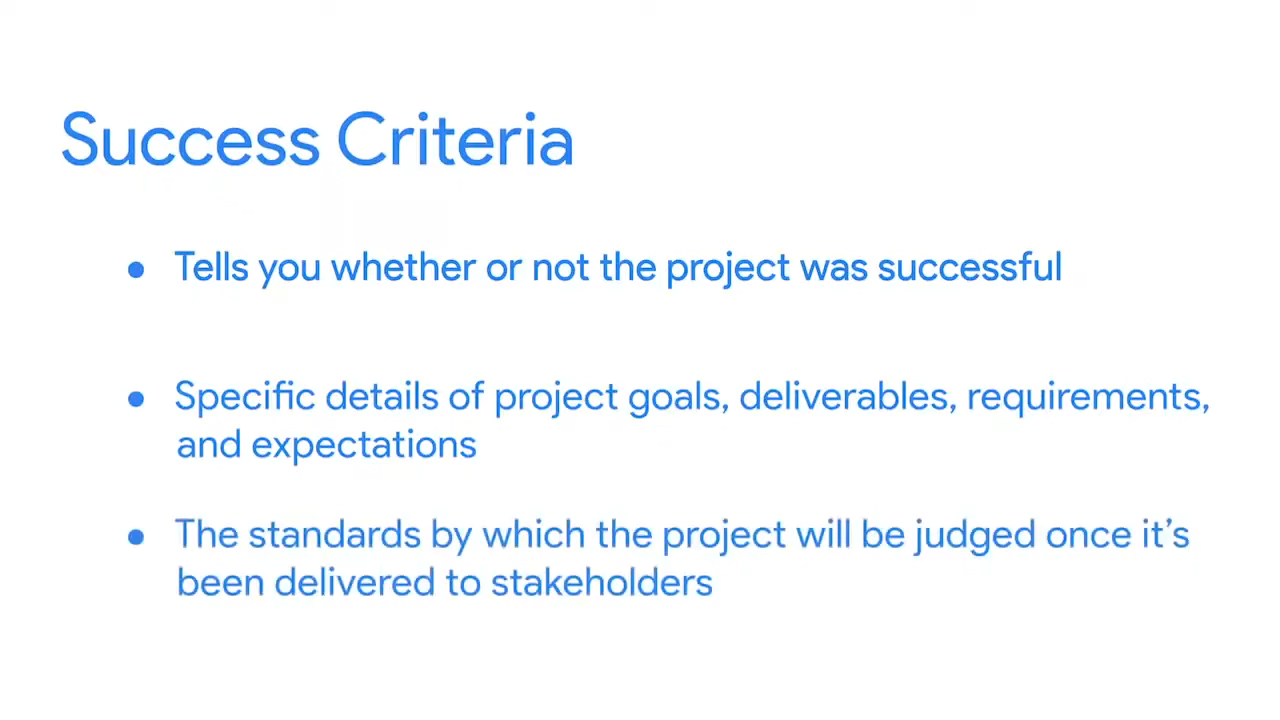 Success Criteria
● Tells you whether or not the project was successful
● Specific details of project goals, deliverables, requirements,
and expectations
● The standards by which the project will be judged once it’s
been delivered to stakeholders